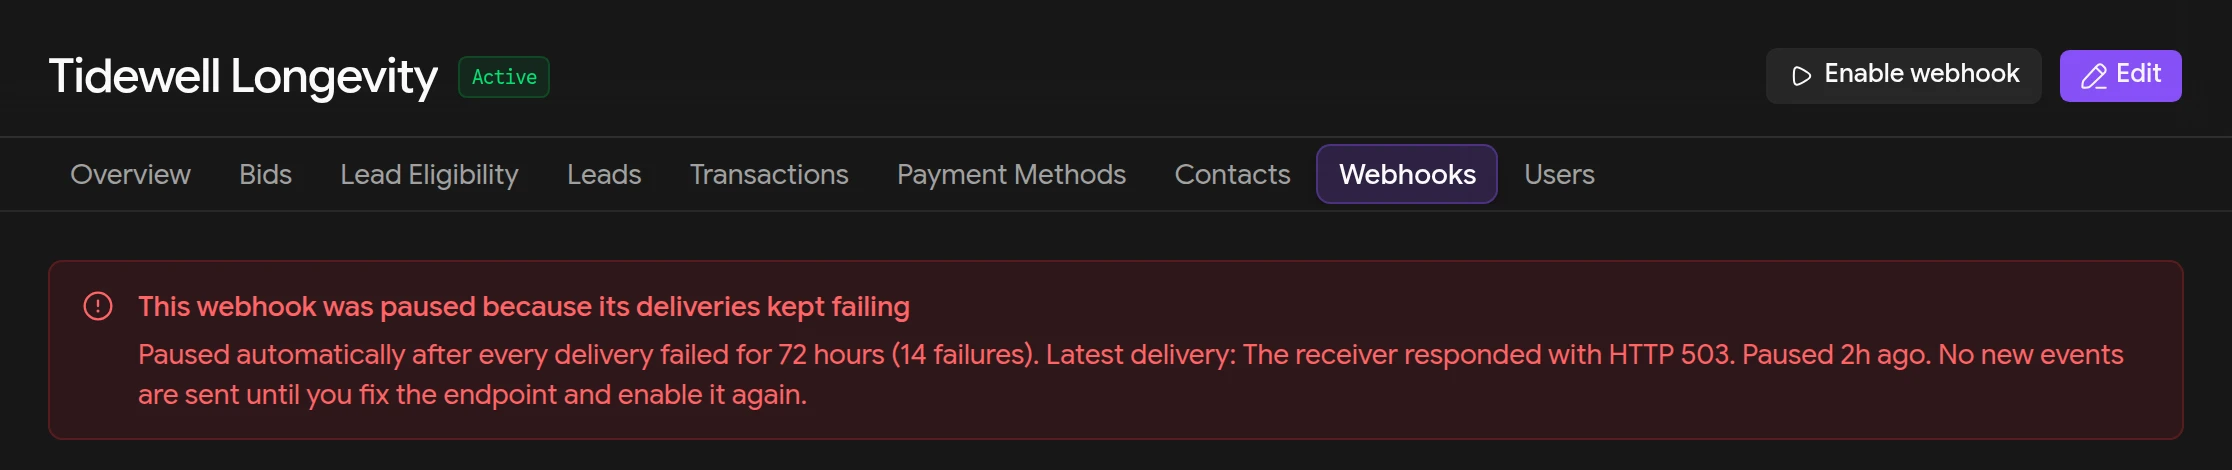 Tidewell Longevity
Active
Enable webhook
Edit
Overview
Bids
Lead Eligibility
Leads
Transactions
Payment Methods
Contacts
Webhooks
Users
This webhook was paused because its deliveries kept failing
Paused automatically after every delivery failed for 72 hours (14 failures). Latest delivery: The receiver responded with HTTP 503. Paused 2h ago. No new events
are sent until you fix the endpoint and enable it again.